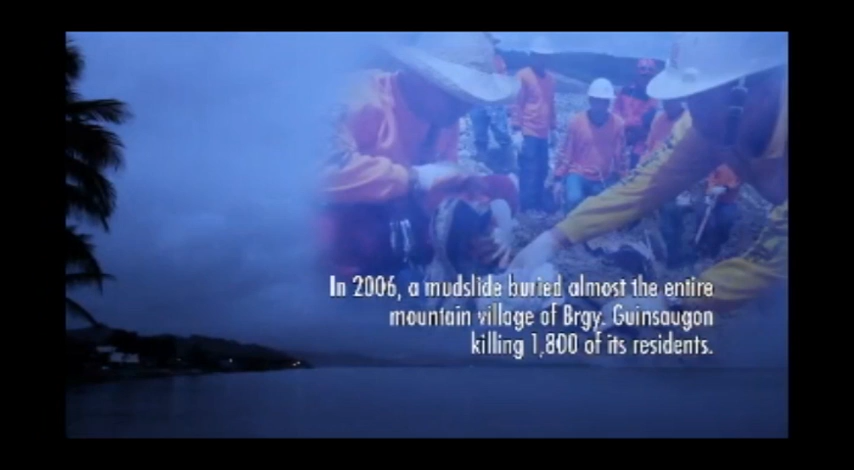 In 2006, a mudslide buried almost the entire
mountain village of Brgy. Guinsaugon
killing 1,800 of its residents.